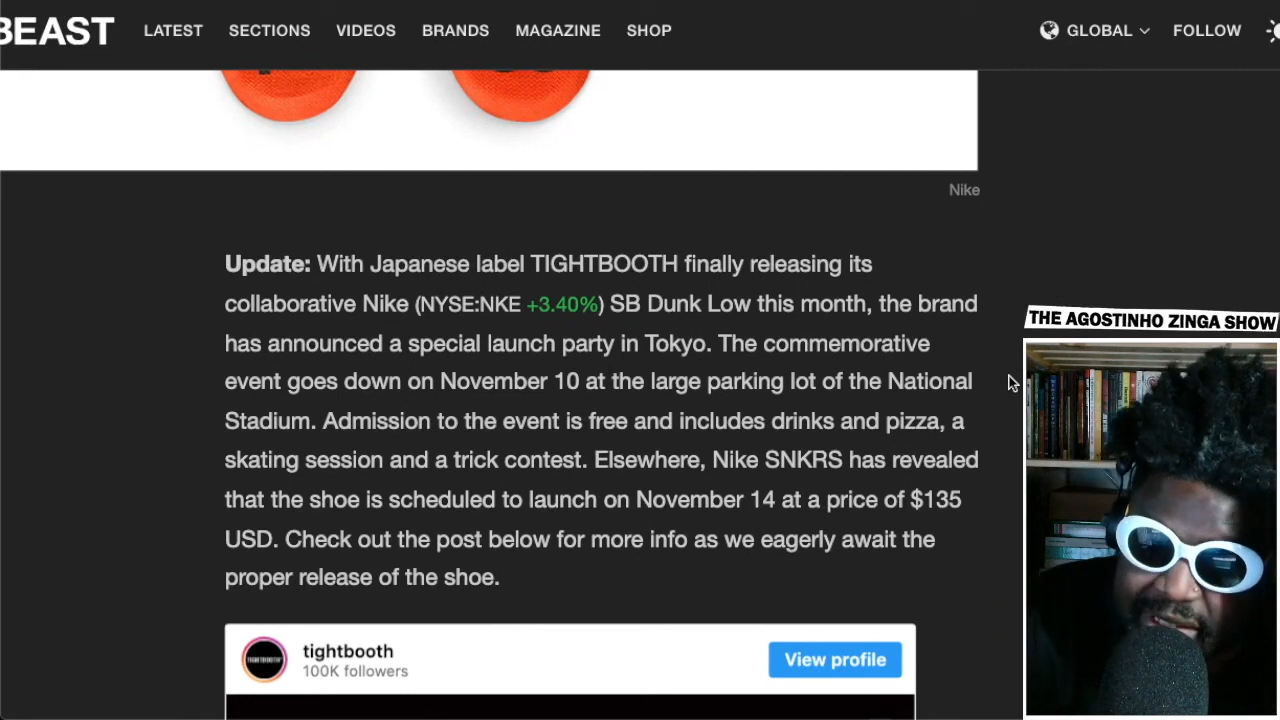 BEAST
LATEST
SECTIONS
VIDEOS
BRANDS
MAGAZINE
SHOP
GLOBAL
FOLLOW
Nike
Update: With Japanese label TIGHTBOOTH finally releasing its
collaborative Nike (NYSE:NKE +3.40%) SB Dunk Low this month, the brand
has announced a special launch party in Tokyo. The commemorative
event goes down on November 10 at the large parking lot of the National
Stadium. Admission to the event is free and includes drinks and pizza, a
skating session and a trick contest. Elsewhere, Nike SNKRS has revealed
that the shoe is scheduled to launch on November 14 at a price of $135
USD. Check out the post below for more info as we eagerly await the
proper release of the shoe.
THE AGOSTINHO ZINGA SHOW
TIGHTBOOTH
tightbooth
100K followers
View profile